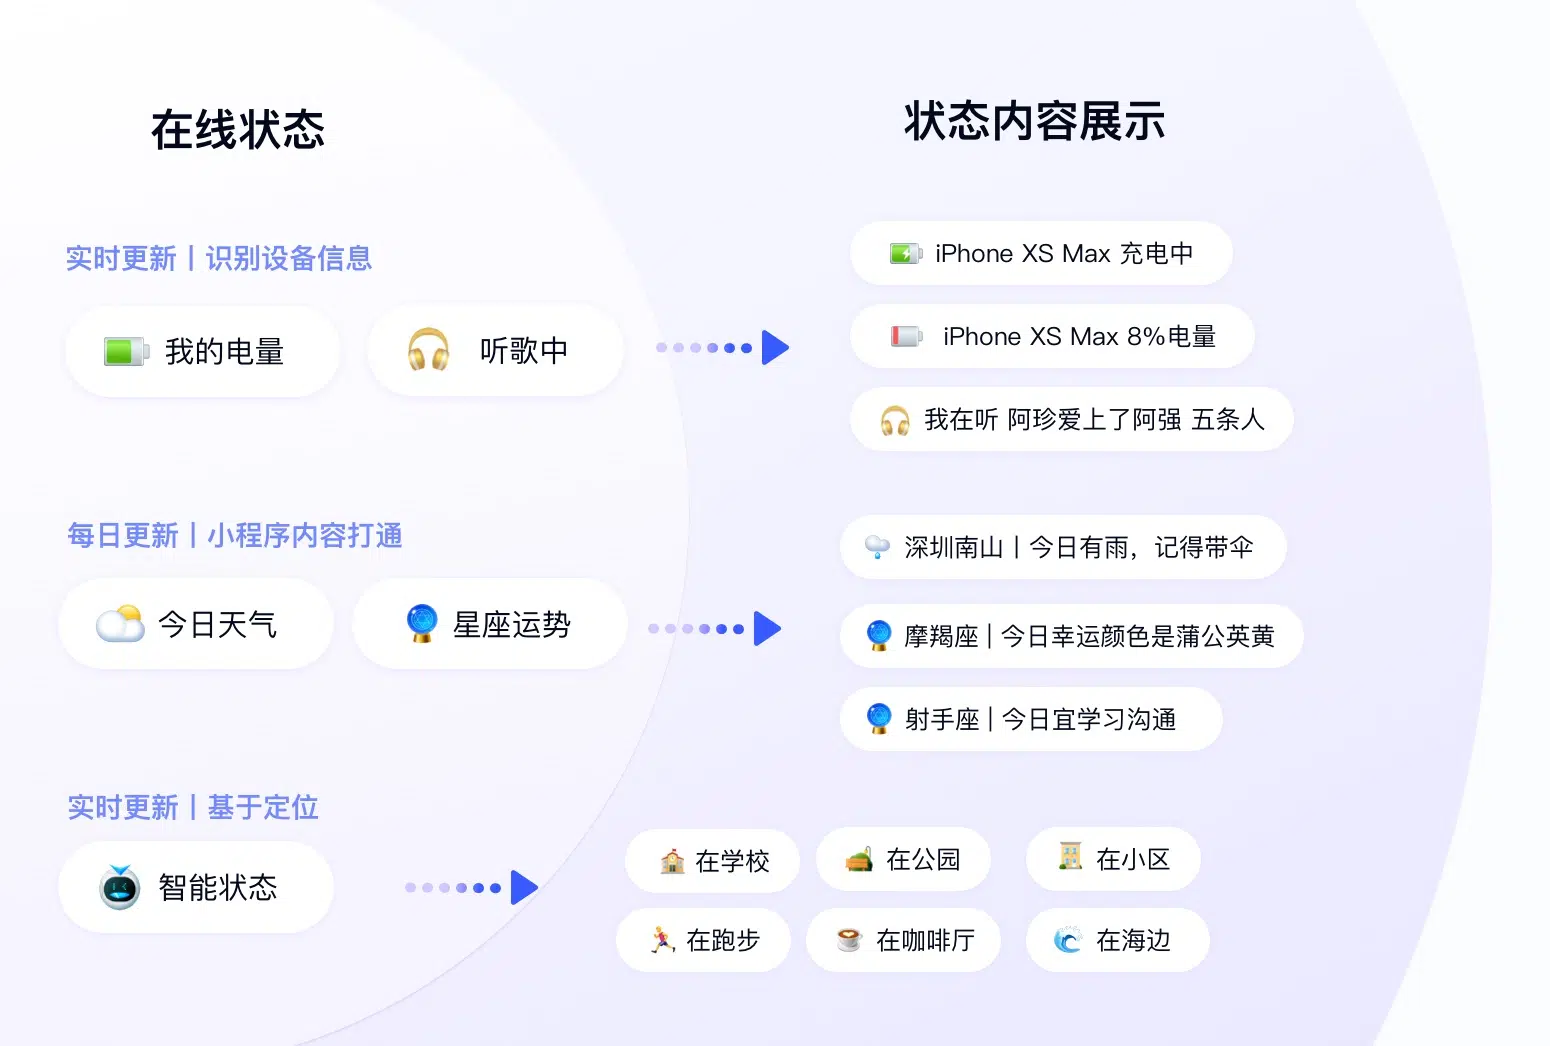 在线状态
状态内容展示
实时更新丨识别设备信息
我的电量
听歌中
iPhone XS Max 充电中
iPhone XS Max 8%电量
我在听 阿珍爱上了阿强 五条人
每日更新丨小程序内容打通
今日天气
星座运势
深圳南山丨今日有雨，记得带伞
摩羯座 | 今日幸运颜色是蒲公英黄
射手座 | 今日宜学习沟通
实时更新丨基于定位
智能状态
在学校
在公园
在小区
在跑步
在咖啡厅
在海边